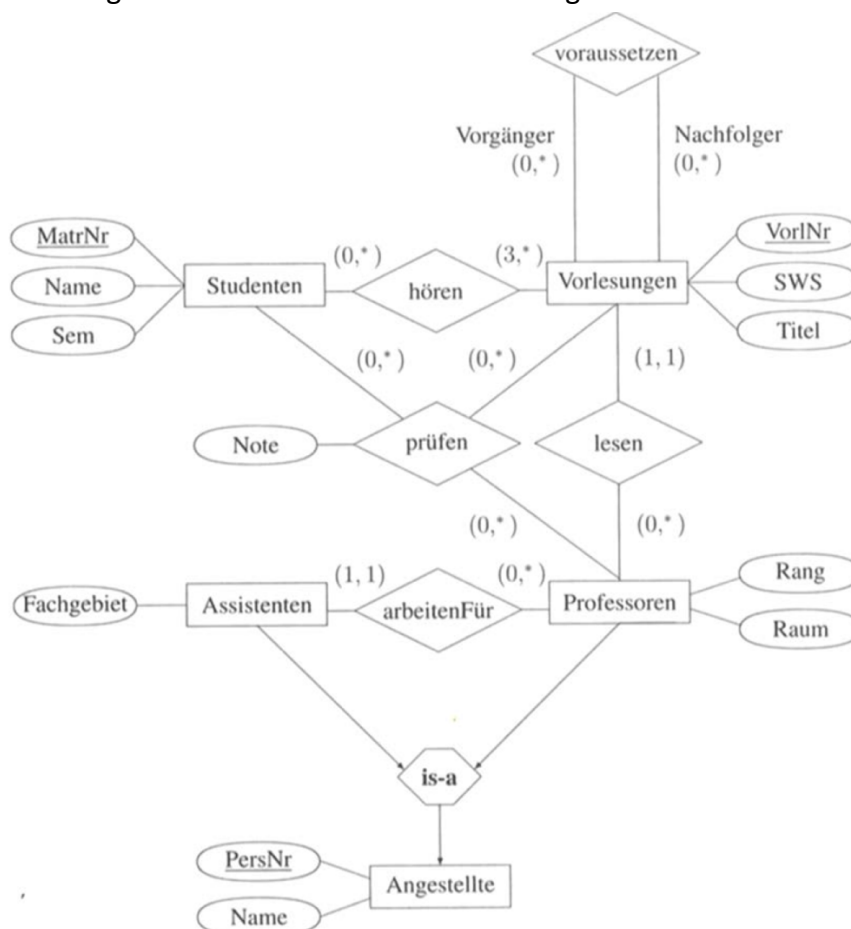 voraussetzen
Vorgänger
(0,*)
Nachfolger
(0,*)
MatrNr
Name
Sem
Studenten
(0,*)
hören
(3,*)
Vorlesungen
VorlNr
SWS
Titel
(0,*)
(0,*)
(1,1)
Note
prüfen
lesen
(0,*)
(0,*)
Fachgebiet
Assistenten
(1,1)
arbeitenFür
(0,*)
Professoren
Rang
Raum
is-a
PersNr
Name
Angestellte